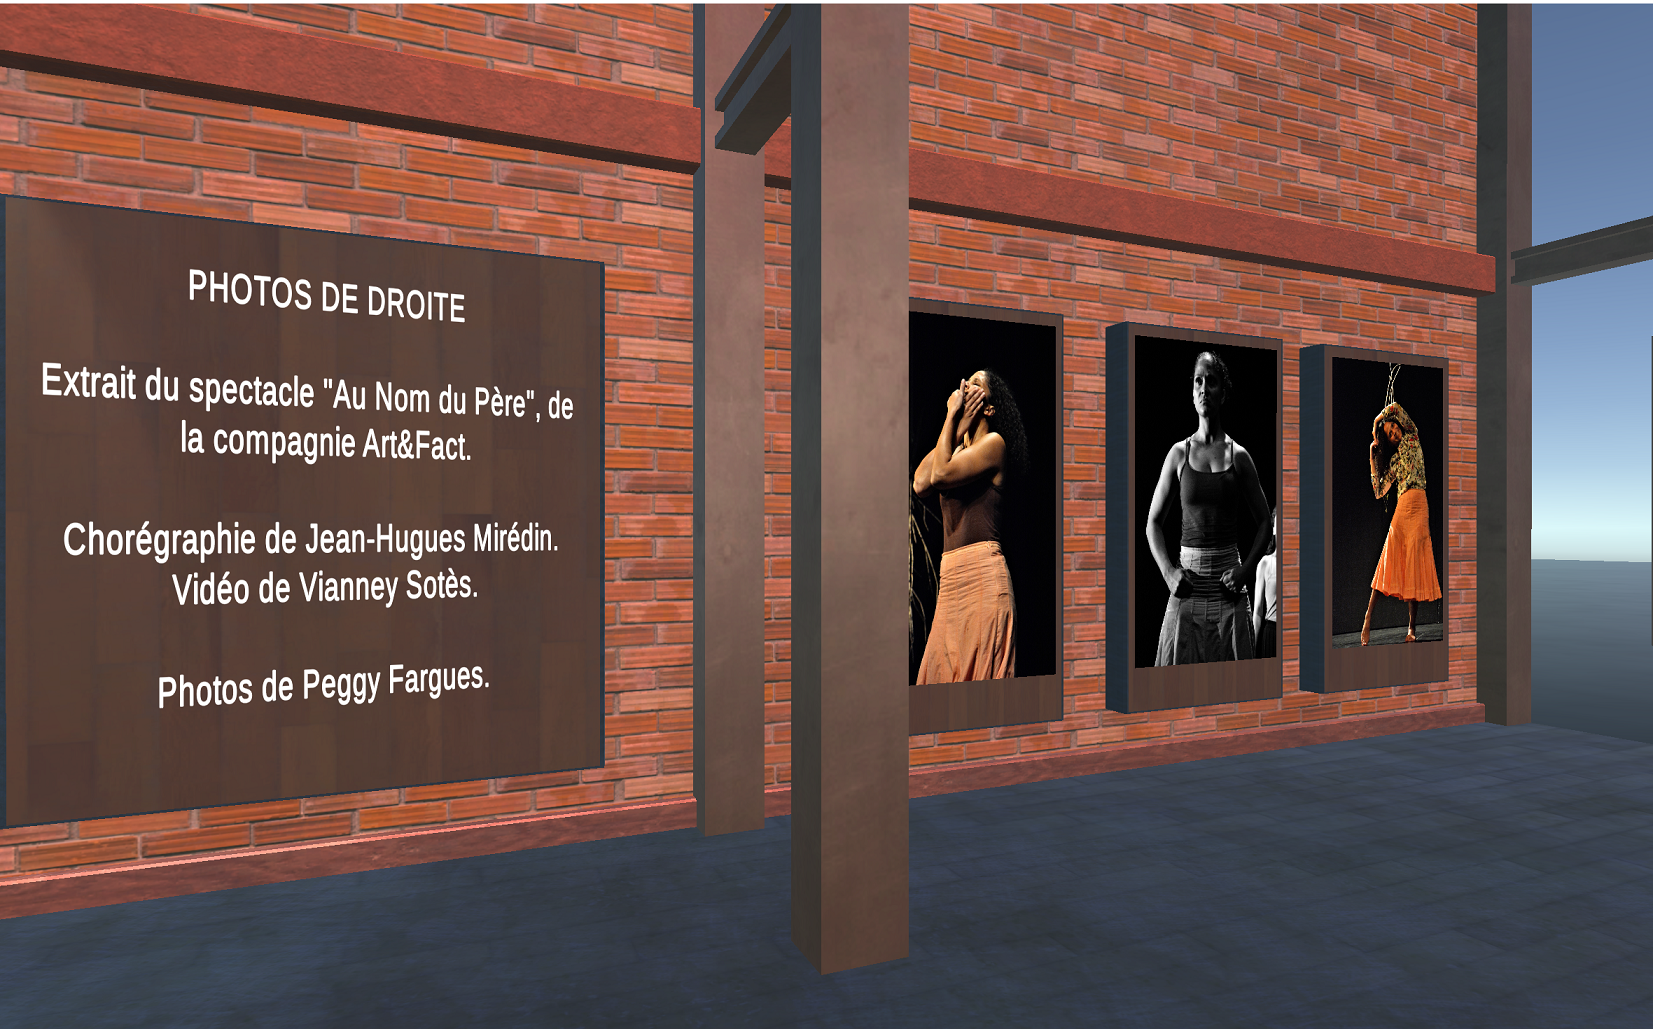 PHOTOS DE DROITE
Extrait du spectacle "Au Nom du Père", de
la compagnie Art&Fact.
Chorégraphie de Jean-Hugues Mirédin.
Vidéo de Vianney Sotès.
Photos de Peggy Fargues.